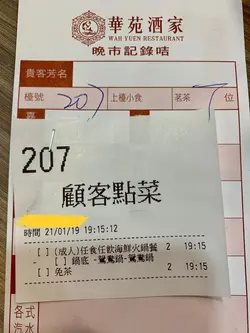 華苑酒家
WAH YUEN RESTAURANT
晚市記錄咭
貴客芳名
檯號 207 上檯小食 茗茶 位
207
顧客點菜
時間 21/01/19 19:15:12
[ ] (成人)任食任飲海鮮火鍋餐 2 19:15
- [ ] 鍋底 -鴛鴦鍋-鴛鴦鍋
[ ] 免茶 2 19:15
各式